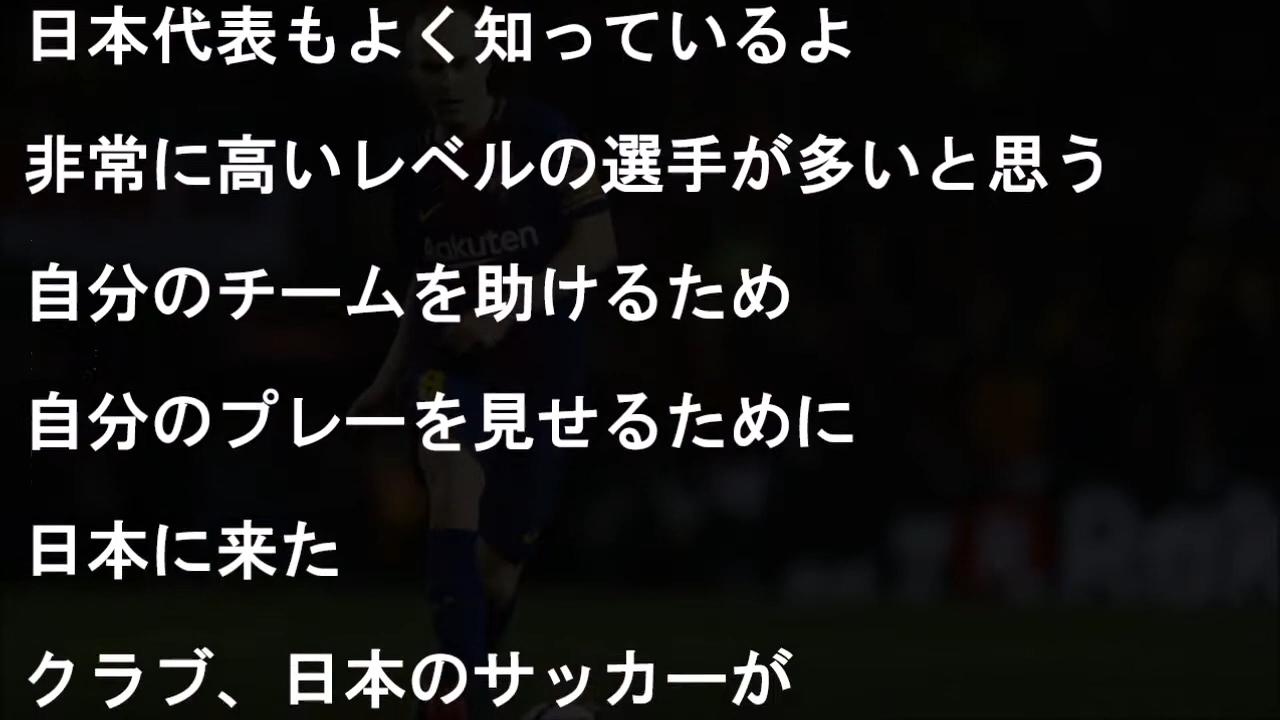 日本代表もよく知っているよ
非常に高いレベルの選手が多いと思う
Rakuten
自分のチームを助けるため
自分のプレーを見せるために
日本に来た
クラブ、日本のサッカーが